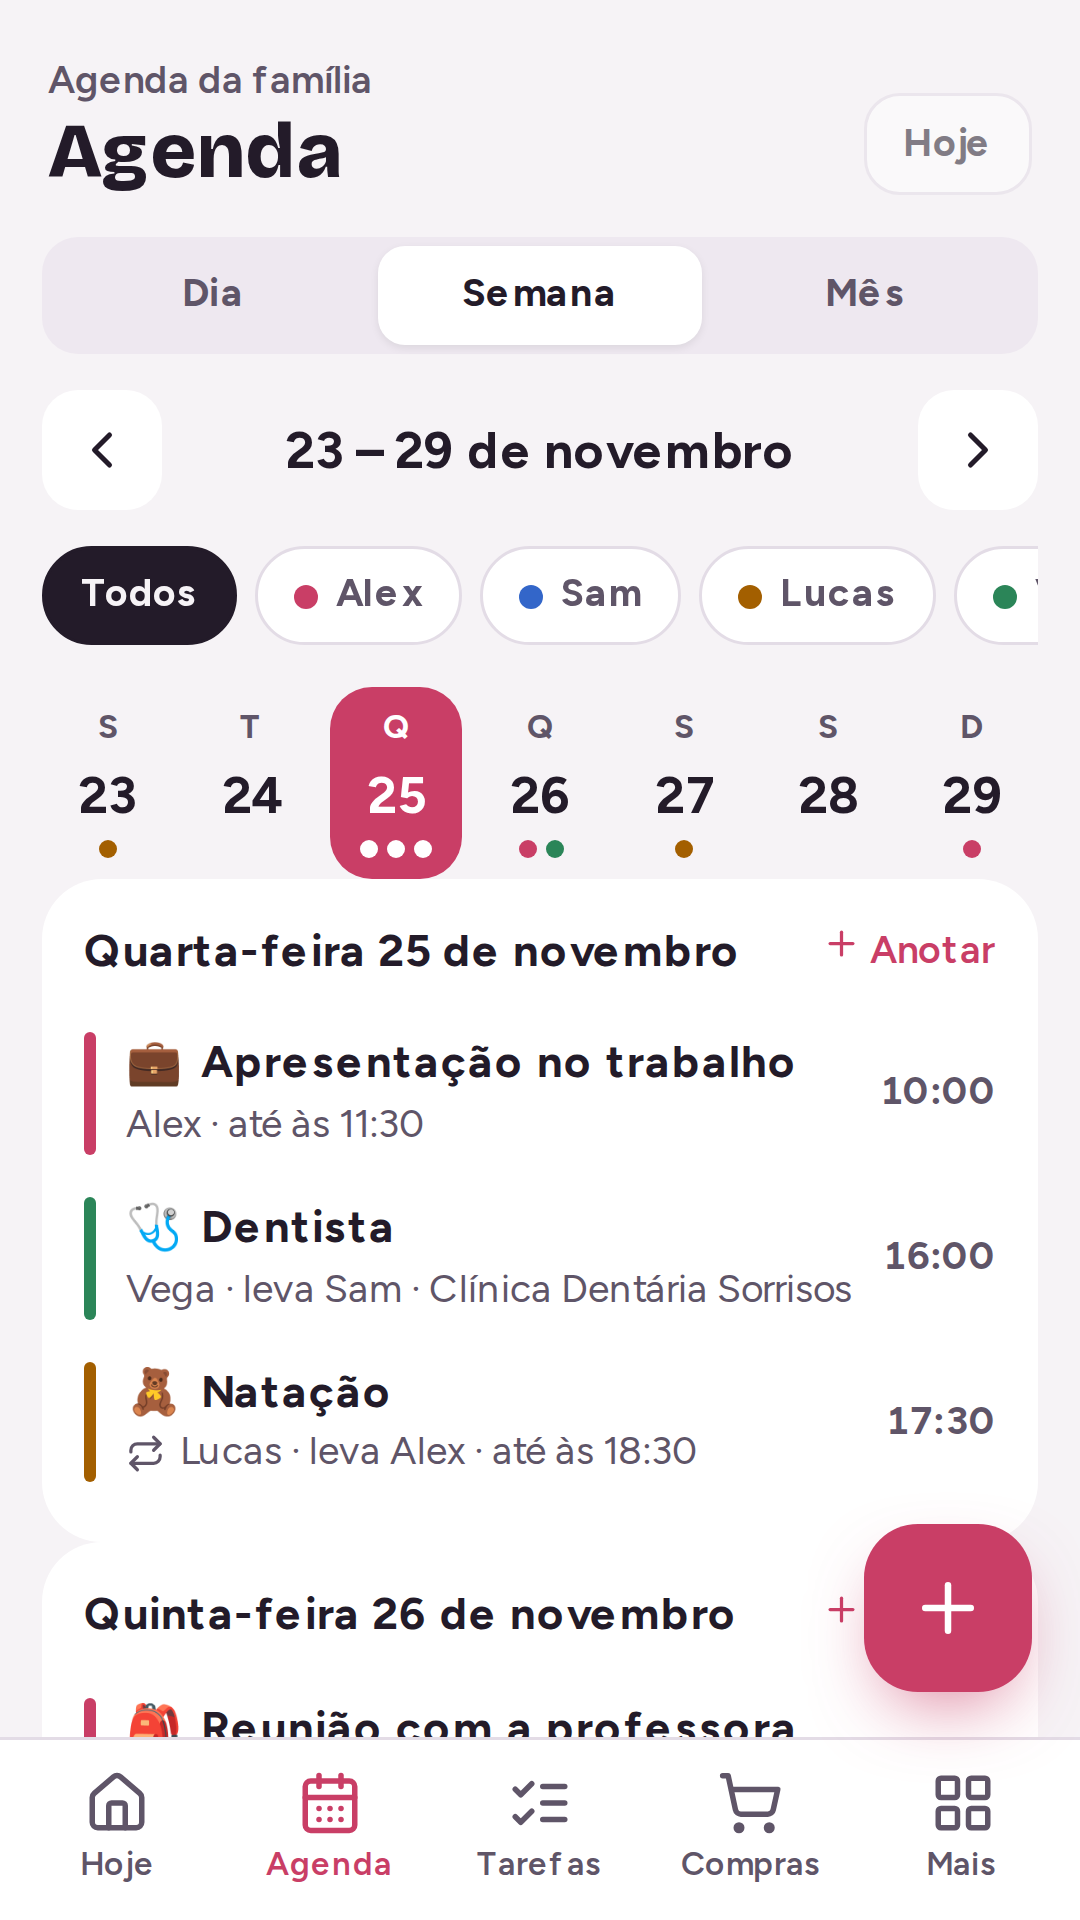 Agenda da família
Agenda
Hoje
Dia Semana Mês
23 – 29 de novembro
Todos Alex Sam Lucas
S T Q Q S S D
23 24 25 26 27 28 29
Quarta-feira 25 de novembro + Anotar
Apresentação no trabalho
10:00
Alex · até às 11:30
Dentista
16:00
Vega · leva Sam · Clínica Dentária Sorrisos
Natação
17:30
Lucas · leva Alex · até às 18:30
Quinta-feira 26 de novembro +
Reunião com a professora
Hoje Agenda Tarefas Compras Mais